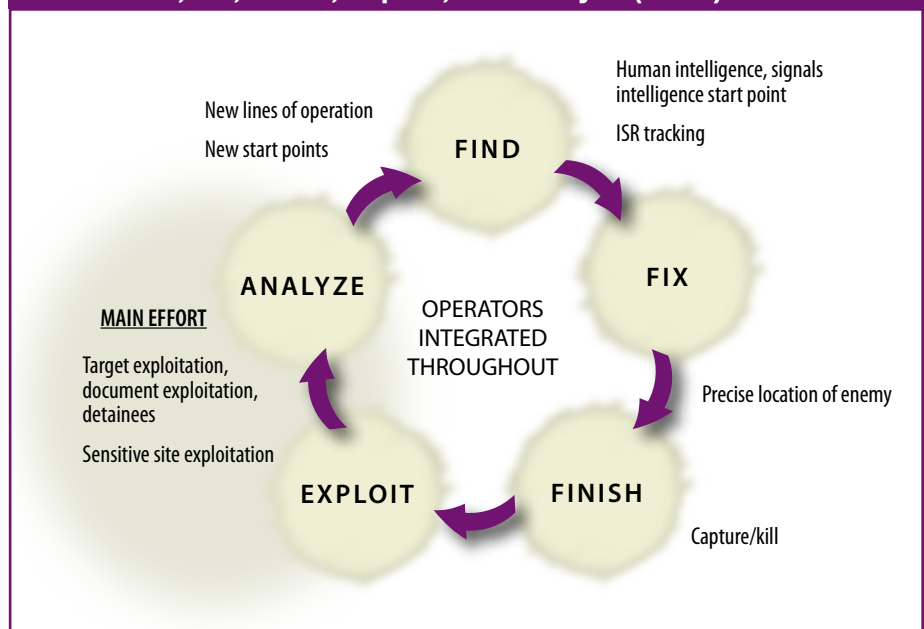 Human intelligence, signals
intelligence start point
ISR tracking
New lines of operation
New start points
FIND
FIX
ANALYZE
OPERATORS
INTEGRATED
THROUGHOUT
MAIN EFFORT
Target exploitation,
document exploitation,
detainees
Sensitive site exploitation
Precise location of enemy
EXPLOIT
FINISH
Capture/kill